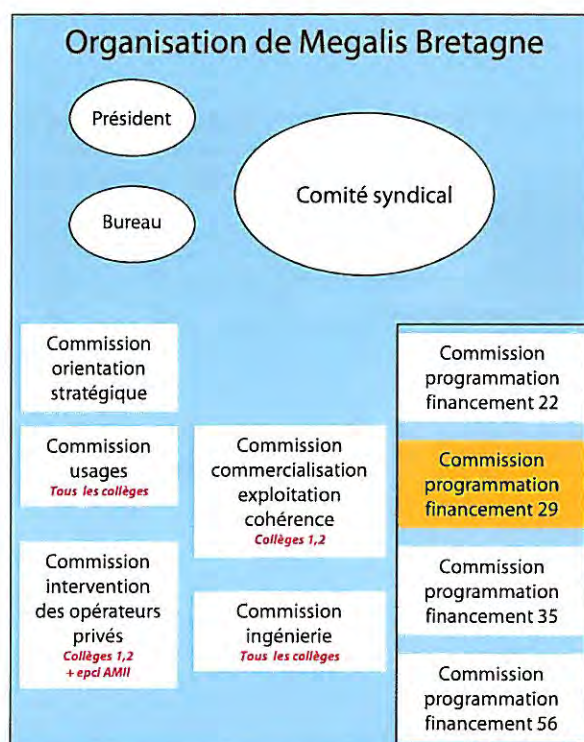 Organisation de Megalis Bretagne
Président
Bureau
Comité syndical
Commission
orientation
stratégique
Commission
usages
Tous les collèges
Commission
intervention
des opérateurs
privés
Collèges 1,2
+ epci AMII
Commission
commercialisation
exploitation
cohérence
Collèges 1,2
Commission
ingénierie
Tous les collèges
Commission
programmation
financement 22
Commission
programmation
financement 29
Commission
programmation
financement 35
Commission
programmation
financement 56